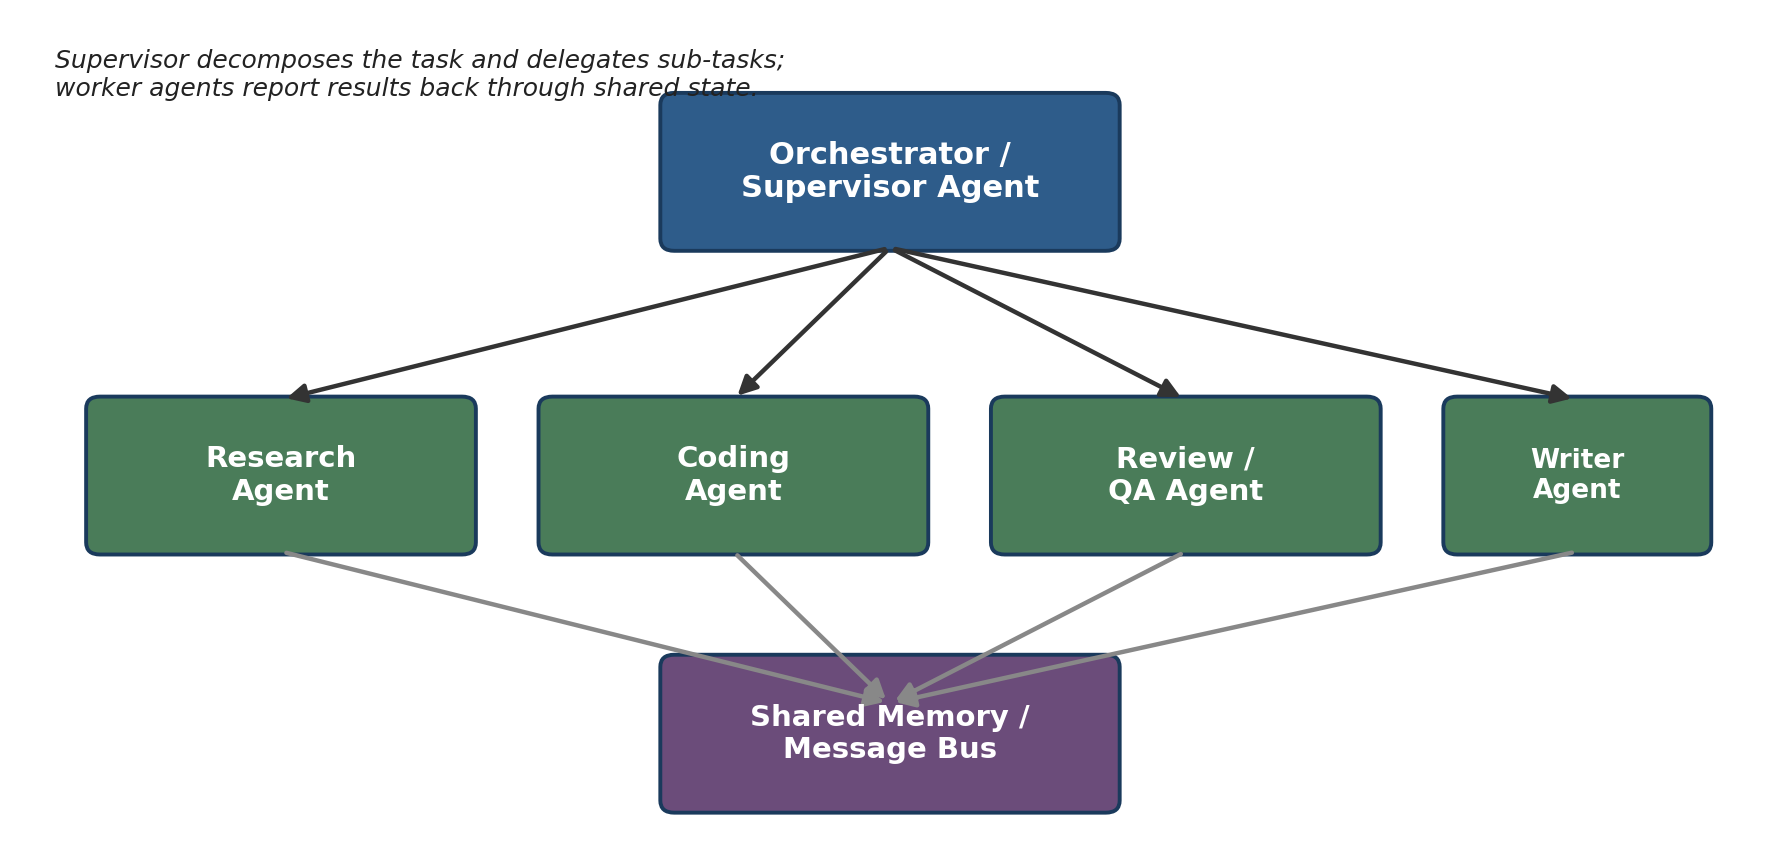 Supervisor decomposes the task and delegates sub-tasks;
worker agents report results back through shared state.
Orchestrator /
Supervisor Agent
Research
Agent
Coding
Agent
Review /
QA Agent
Writer
Agent
Shared Memory /
Message Bus